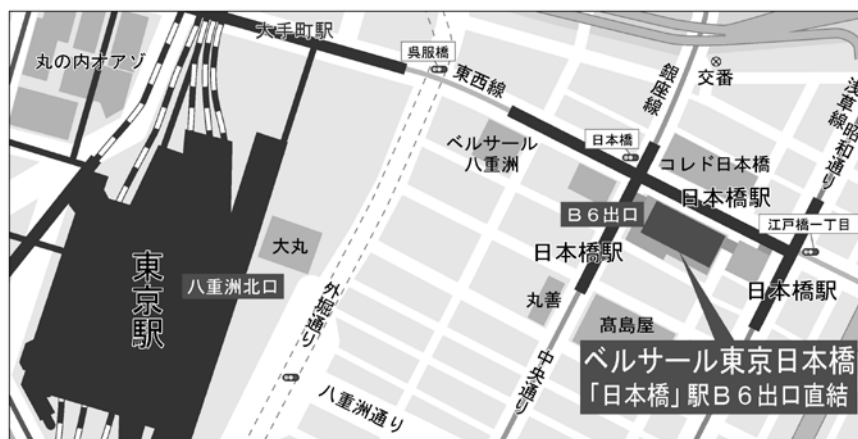 大手町駅
丸の内オアゾ
呉服橋
東西線
銀座線
交番
浅草線
昭和通り
日本橋
ベルサール
八重洲
コレド日本橋
日本橋駅
B6出口
江戸橋一丁目
大丸
日本橋駅
東京駅
八重洲北口
外堀通り
丸善
日本橋駅
髙島屋
中央通り
八重洲通り
ベルサール東京日本橋
「日本橋」駅B6出口直結